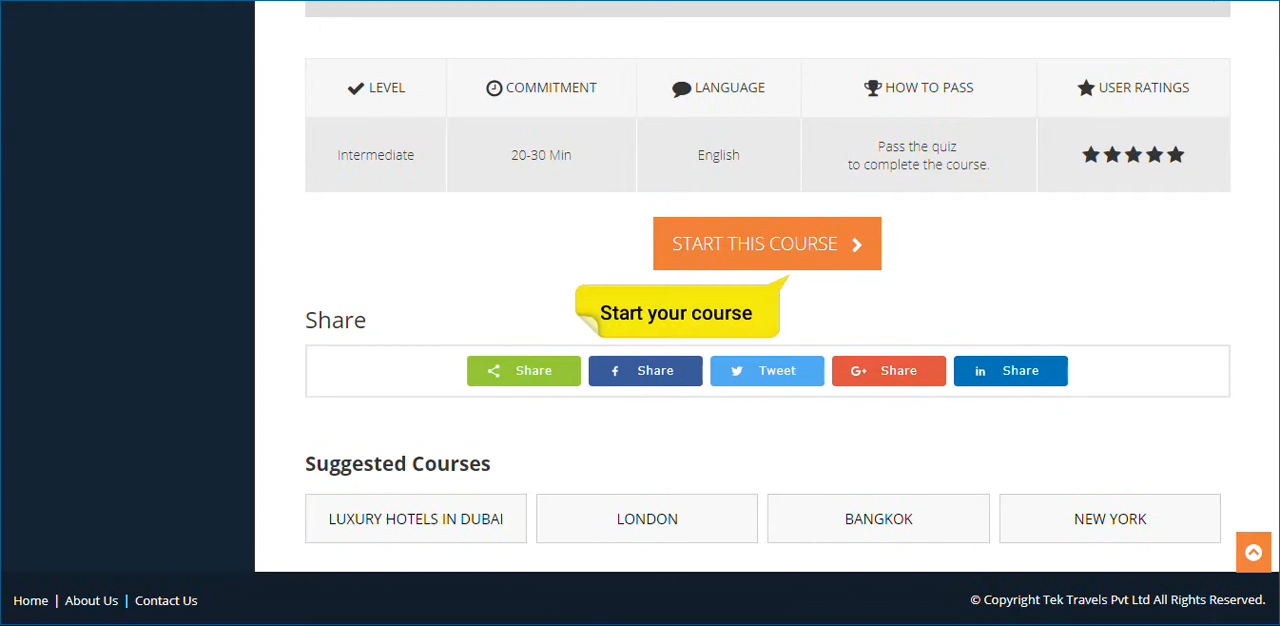 LEVEL COMMITMENT LANGUAGE HOW TO PASS USER RATINGS
Intermediate 20-30 Min English Pass the quiz
to complete the course.
START THIS COURSE
Start your course
Share
Share Share Tweet G+ Share in Share
Suggested Courses
LUXURY HOTELS IN DUBAI LONDON BANGKOK NEW YORK
Home | About Us | Contact Us © Copyright Tek Travels Pvt Ltd All Rights Reserved.